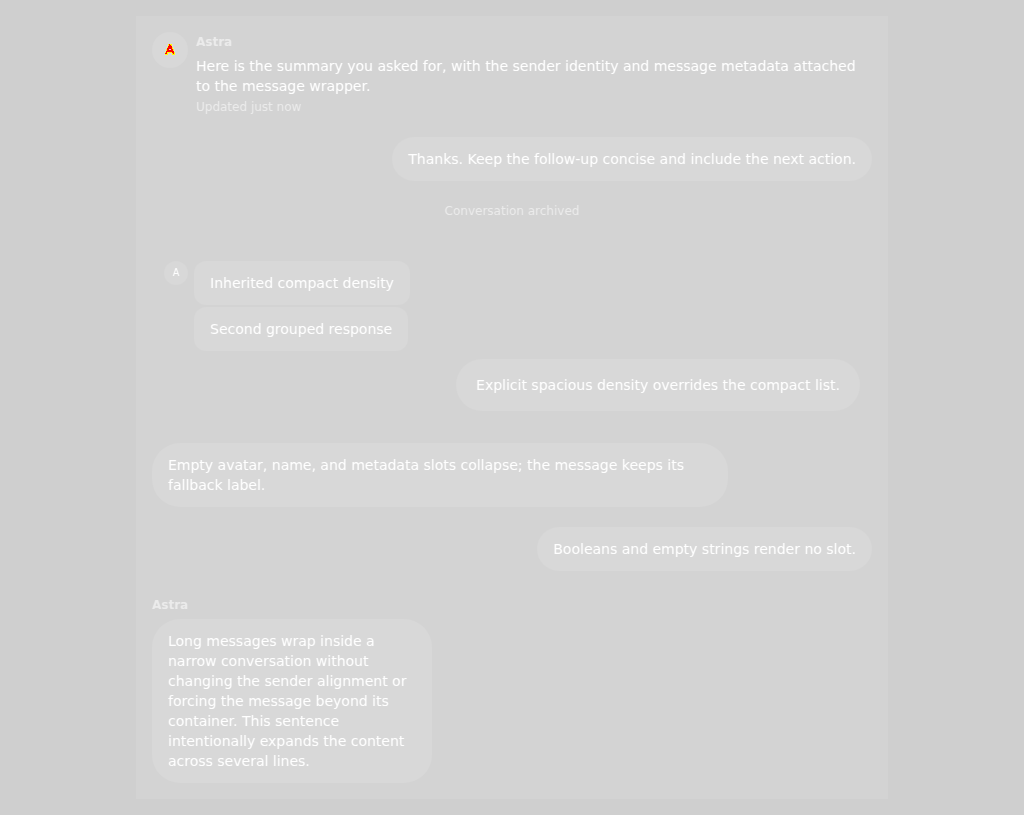 A
Astra
Here is the summary you asked for, with the sender identity and message metadata attached
to the message wrapper.
Updated just now
Thanks. Keep the follow-up concise and include the next action.
Conversation archived
A
Inherited compact density
Second grouped response
Explicit spacious density overrides the compact list.
Empty avatar, name, and metadata slots collapse; the message keeps its
fallback label.
Booleans and empty strings render no slot.
Astra
Long messages wrap inside a
narrow conversation without
changing the sender alignment or
forcing the message beyond its
container. This sentence
intentionally expands the content
across several lines.